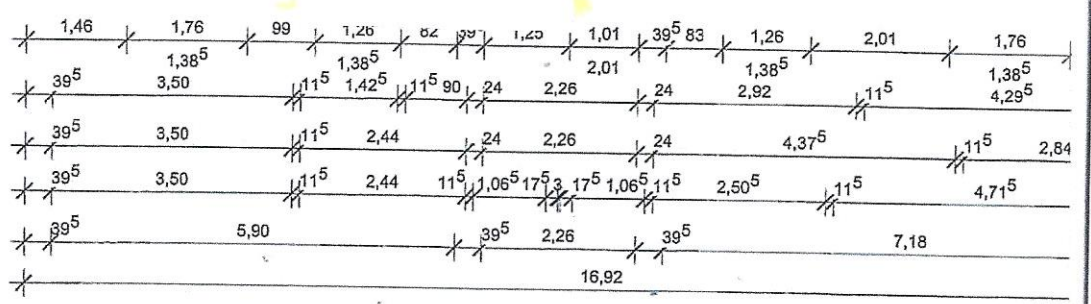 1,46 1,76 99 1,26 82 1,25 1,01 39⁵ 83 1,26 2,01 1,76
1,38⁵ 1,38⁵ 2,01 1,38⁵ 1,38⁵
39⁵ 3,50 11⁵ 1,42⁵ 11⁵ 90 24 2,26 24 2,92 11⁵ 4,29⁵
39⁵ 3,50 11⁵ 2,44 24 2,26 24 4,37⁵ 11⁵ 2,84
39⁵ 3,50 11⁵ 2,44 11⁵ 1,06⁵ 17⁵ 3 17⁵ 1,06⁵ 11⁵ 2,50⁵ 11⁵ 4,71⁵
39⁵ 5,90 39⁵ 2,26 39⁵ 7,18
16,92